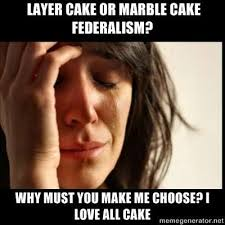 LAYER CAKE OR MARBLE CAKE
FEDERALISM?
WHY MUST YOU MAKE ME CHOOSE? I
LOVE ALL CAKE
memegenerator.net